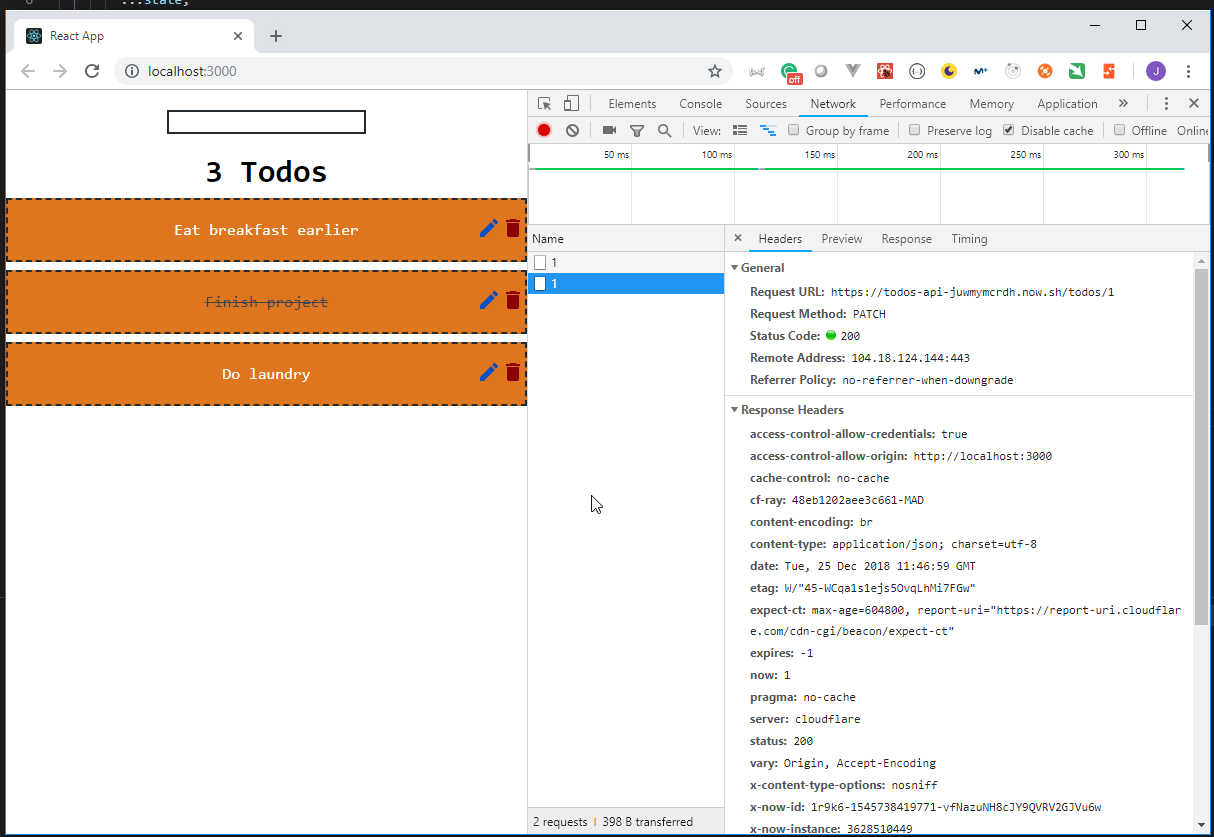 ...state,
React App
localhost:3000
off
J
3 Todos
Eat breakfast earlier
Finish project
Do laundry
Elements Console Sources Network Performance Memory Application »
View: Group by frame Preserve log Disable cache Offline Online
50 ms 100 ms 150 ms 200 ms 250 ms 300 ms
Name
1
1
2 requests 398 B transferred
Headers Preview Response Timing
General
Request URL: https://todos-api-juwmymcrdh.now.sh/todos/1
Request Method: PATCH
Status Code: 200
Remote Address: 104.18.124.144:443
Referrer Policy: no-referrer-when-downgrade
Response Headers
access-control-allow-credentials: true
access-control-allow-origin: http://localhost:3000
cache-control: no-cache
cf-ray: 48eb1202aee3c661-MAD
content-encoding: br
content-type: application/json; charset=utf-8
date: Tue, 25 Dec 2018 11:46:59 GMT
etag: W/"45-WCqa1s1ejs5OvqLhMi7FGw"
expect-ct: max-age=604800, report-uri="https://report-uri.cloudflar
e.com/cdn-cgi/beacon/expect-ct"
expires: -1
now: 1
pragma: no-cache
server: cloudflare
status: 200
vary: Origin, Accept-Encoding
x-content-type-options: nosniff
x-now-id: 1r9k6-1545738419771-vfNazuNH8cJY9QVRV2GJVu6w
x-now-instance: 3628510449